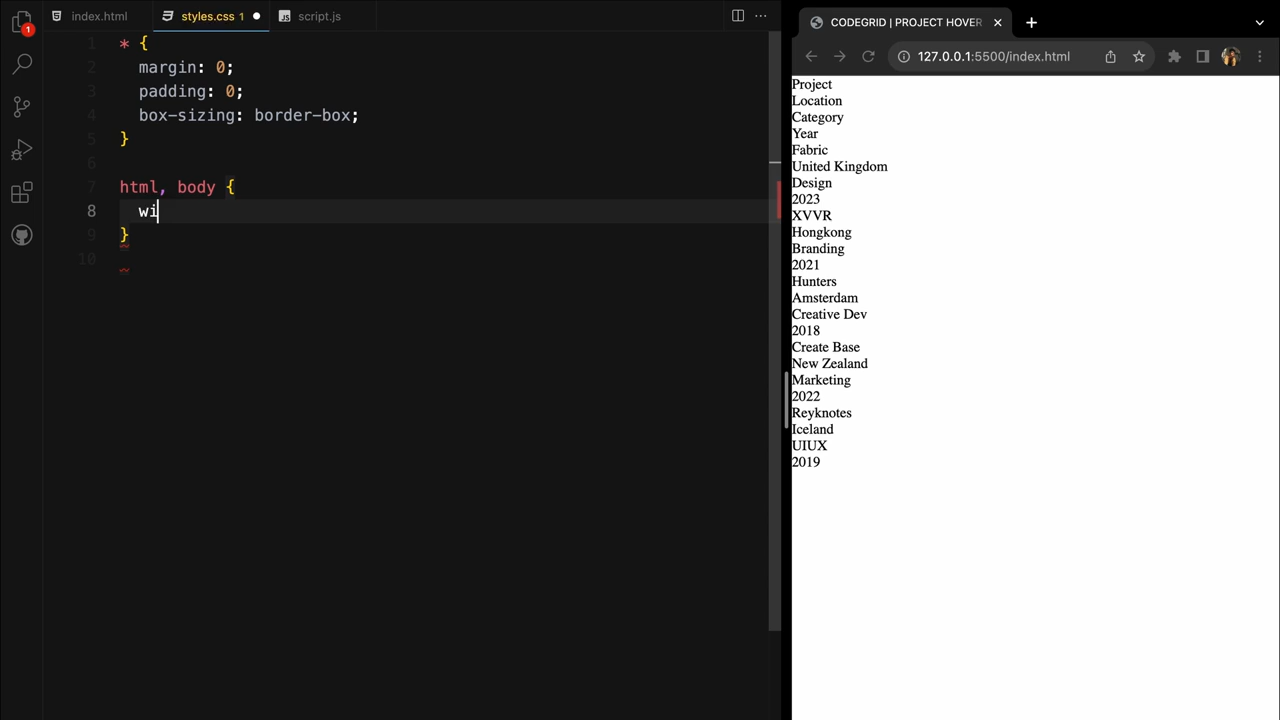 index.html
styles.css 1
script.js
1
1 * {
2 margin: 0;
3 padding: 0;
4 box-sizing: border-box;
5 }
6
7 html, body {
8 wi
9 }
10
CODEGRID | PROJECT HOVER
127.0.0.1:5500/index.html
Project
Location
Category
Year
Fabric
United Kingdom
Design
2023
XVVR
Hongkong
Branding
2021
Hunters
Amsterdam
Creative Dev
2018
Create Base
New Zealand
Marketing
2022
Reyknotes
Iceland
UIUX
2019